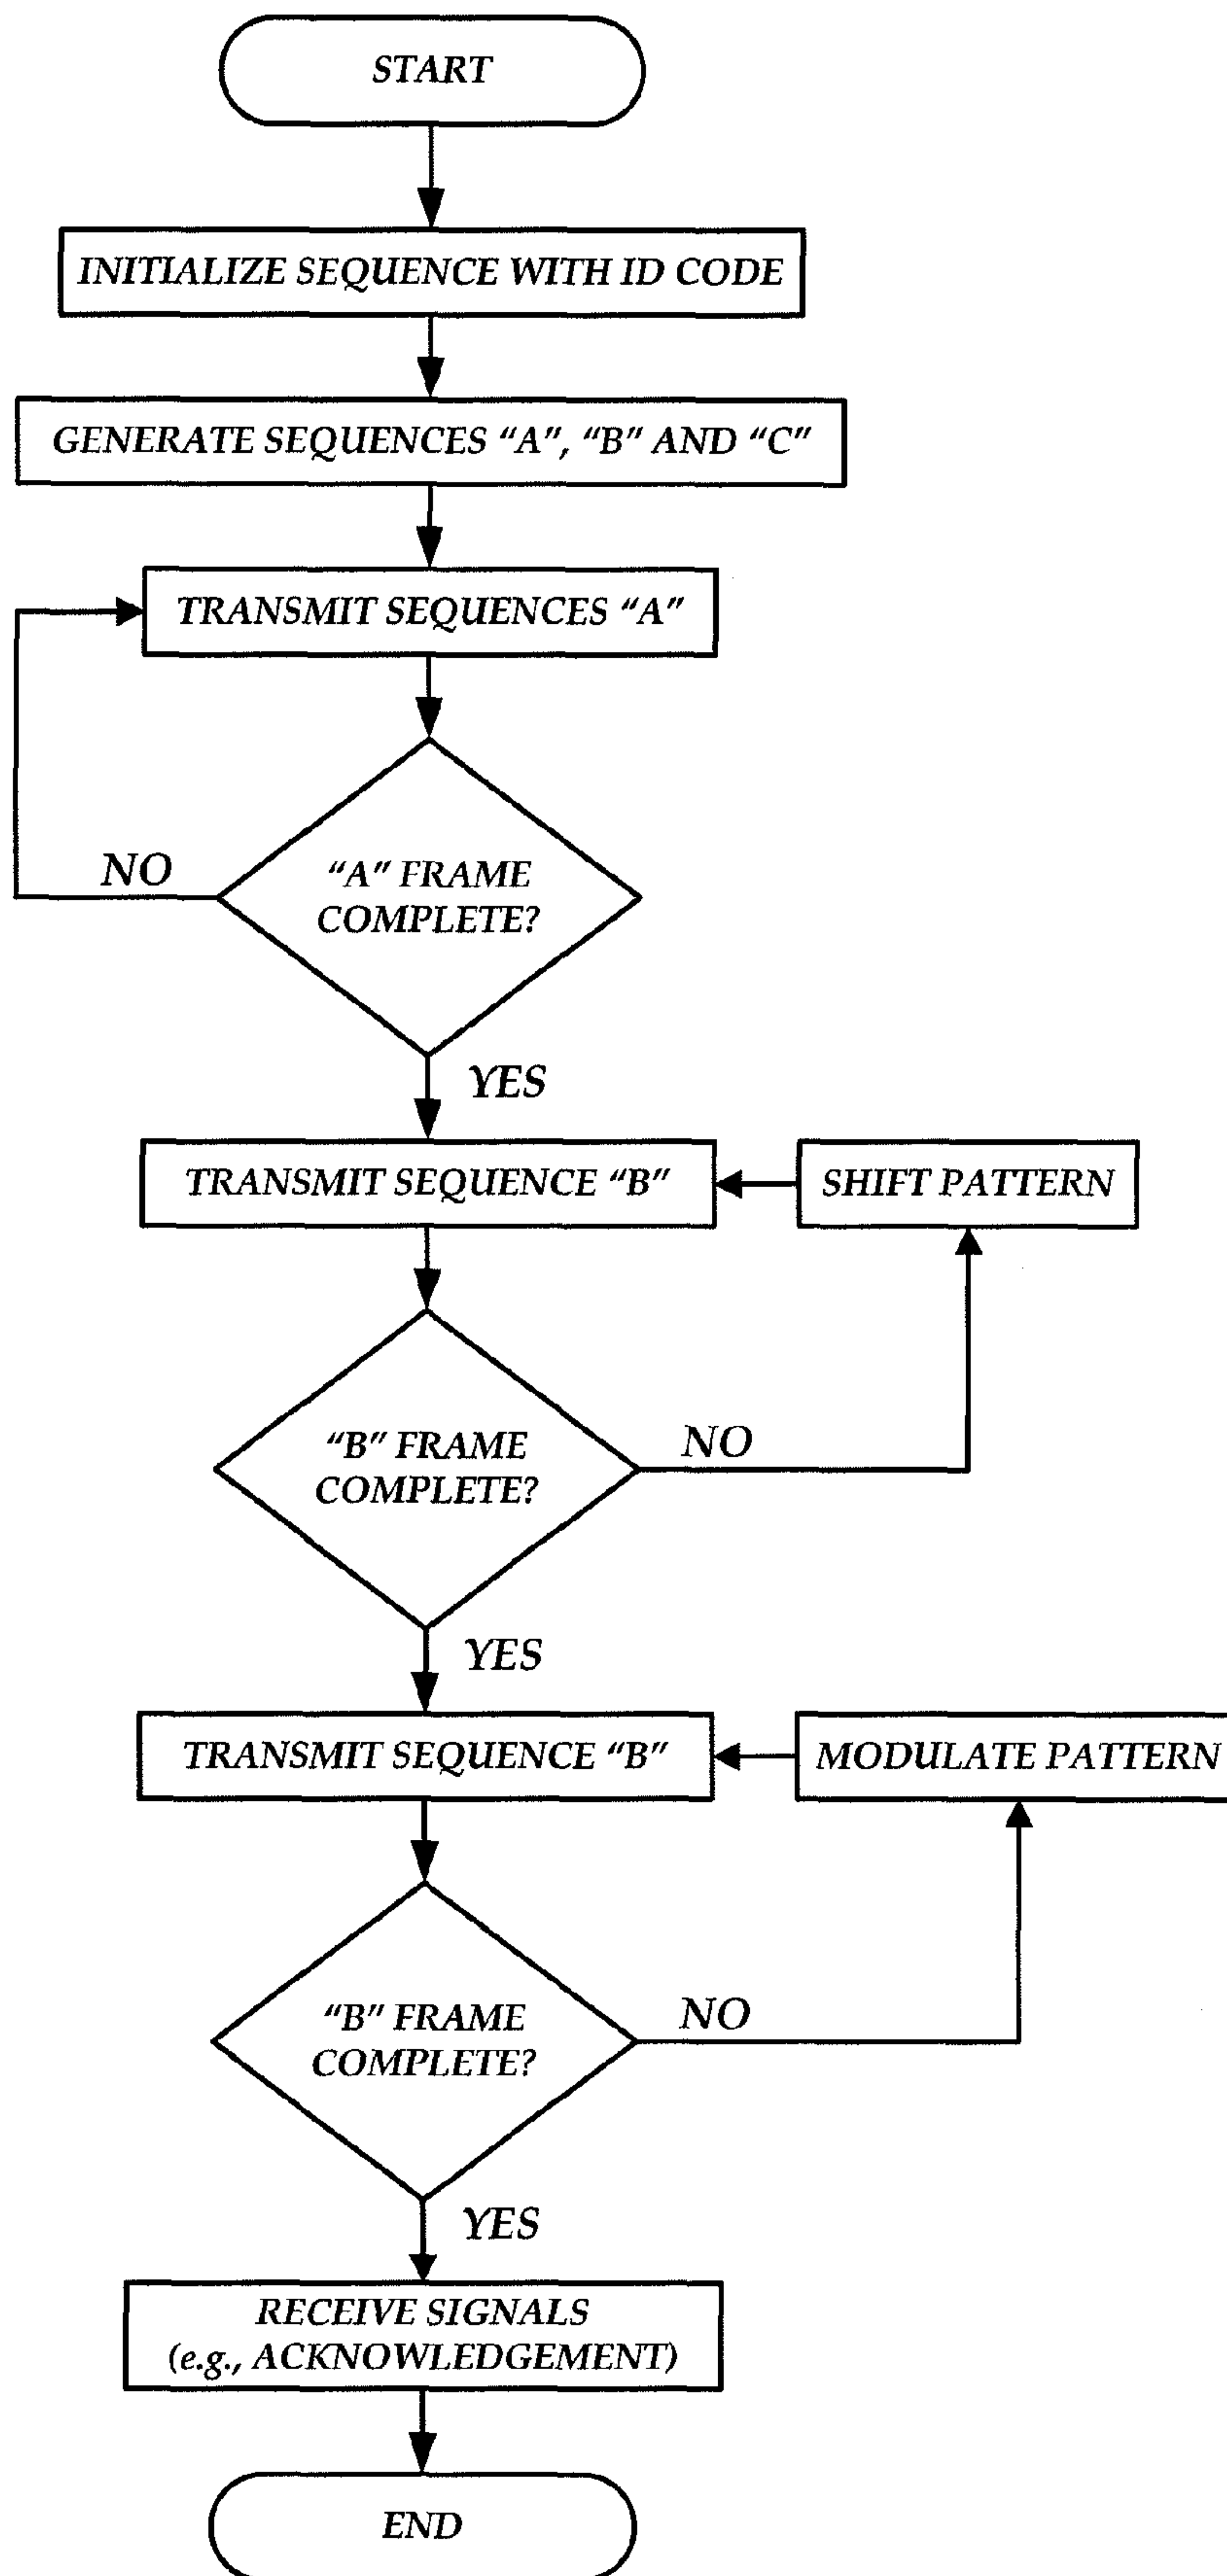 START
INITIALIZE SEQUENCE WITH ID CODE
GENERATE SEQUENCES “A”, “B” AND “C”
TRANSMIT SEQUENCES “A”
NO
“A” FRAME
COMPLETE?
YES
TRANSMIT SEQUENCE “B”
SHIFT PATTERN
“B” FRAME
COMPLETE?
NO
YES
TRANSMIT SEQUENCE “B”
MODULATE PATTERN
“B” FRAME
COMPLETE?
NO
YES
RECEIVE SIGNALS
(e.g., ACKNOWLEDGEMENT)
END